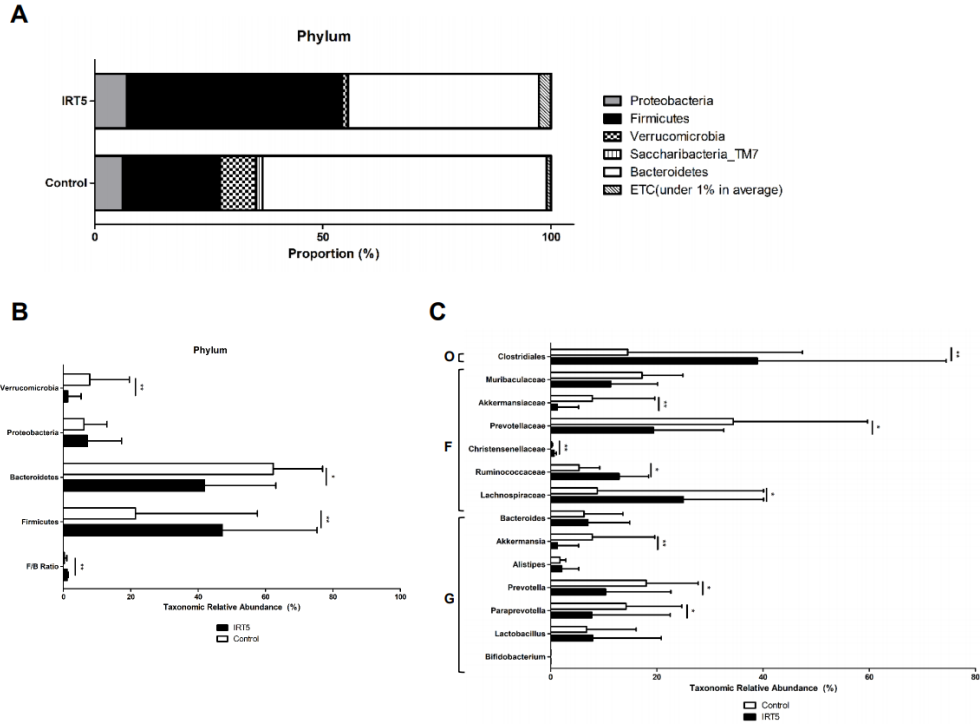 A
Phylum
IRT5
Control
0
50
100
Proportion (%)
Proteobacteria
Firmicutes
Verrucomicrobia
Saccharibacteria_TM7
Bacteroidetes
ETC(under 1% in average)
B
Phylum
Verrucomicrobia
**
Proteobacteria
Bacteroidetes
*
Firmicutes
**
F/B Ratio
**
0
20
40
60
80
100
Taxonomic Relative Abundance (%)
IRT5
Control
C
O
Clostridiales
**
F
Muribaculaceae
Akkermansiaceae
**
Prevotellaceae
*
Christensenellaceae
**
Ruminococcaceae
*
Lachnospiraceae
*
G
Bacteroides
Akkermansia
**
Alistipes
Prevotella
*
Paraprevotella
*
Lactobacillus
Bifidobacterium
0
20
40
60
80
Taxonomic Relative Abundance (%)
Control
IRT5